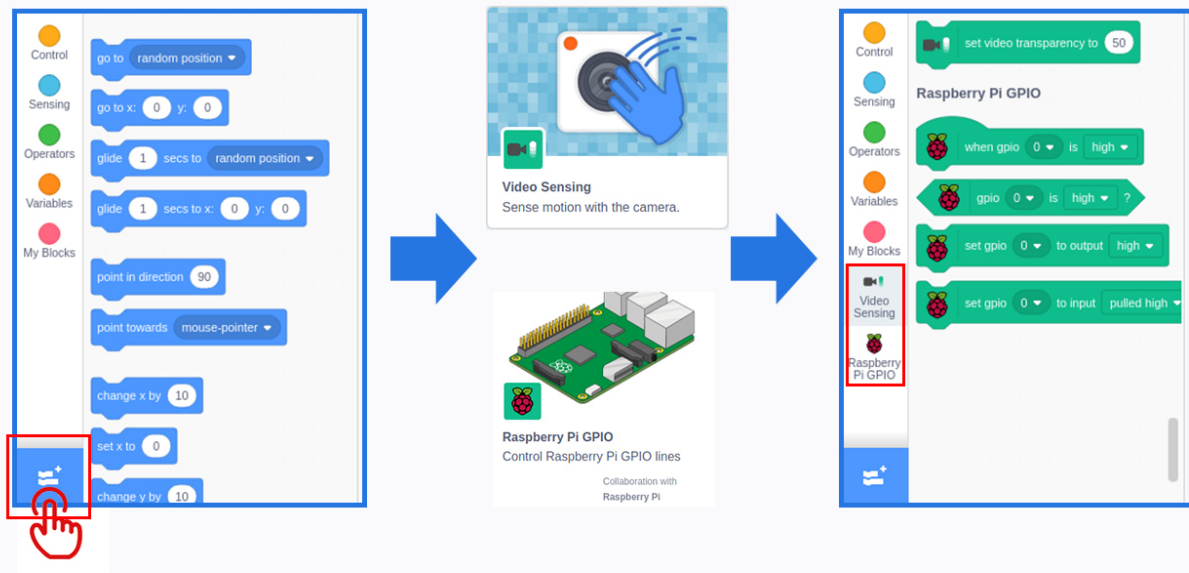 Control
Sensing
Operators
Variables
My Blocks
go to random position
go to x: 0 y: 0
glide 1 secs to random position
glide 1 secs to x: 0 y: 0
point in direction 90
point towards mouse-pointer
change x by 10
set x to 0
change y by 10
Video Sensing
Sense motion with the camera.
Raspberry Pi GPIO
Control Raspberry Pi GPIO lines
Collaboration with
Raspberry Pi
Control
Sensing
Operators
Variables
My Blocks
Video
Sensing
Raspberry
Pi GPIO
set video transparency to 50
Raspberry Pi GPIO
when gpio 0 is high
gpio 0 is high ?
set gpio 0 to output high
set gpio 0 to input pulled high